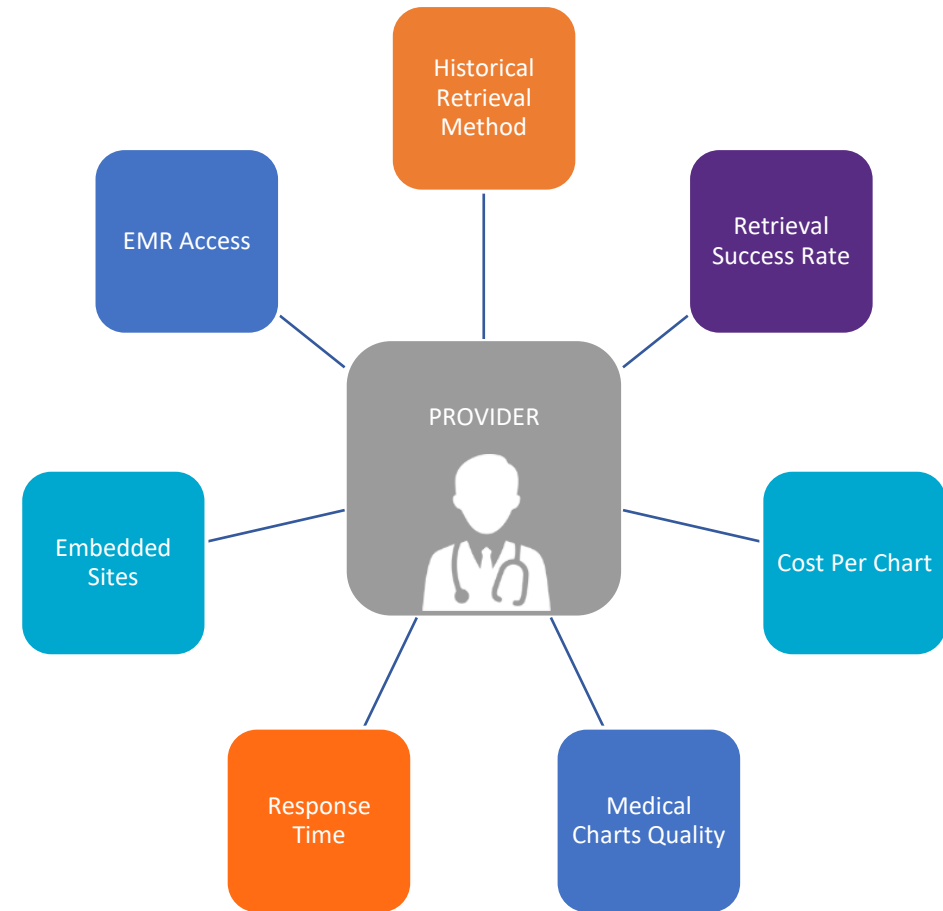 Historical
Retrieval
Method
EMR Access
Retrieval
Success Rate
PROVIDER
Embedded
Sites
Cost Per Chart
Response
Time
Medical
Charts Quality